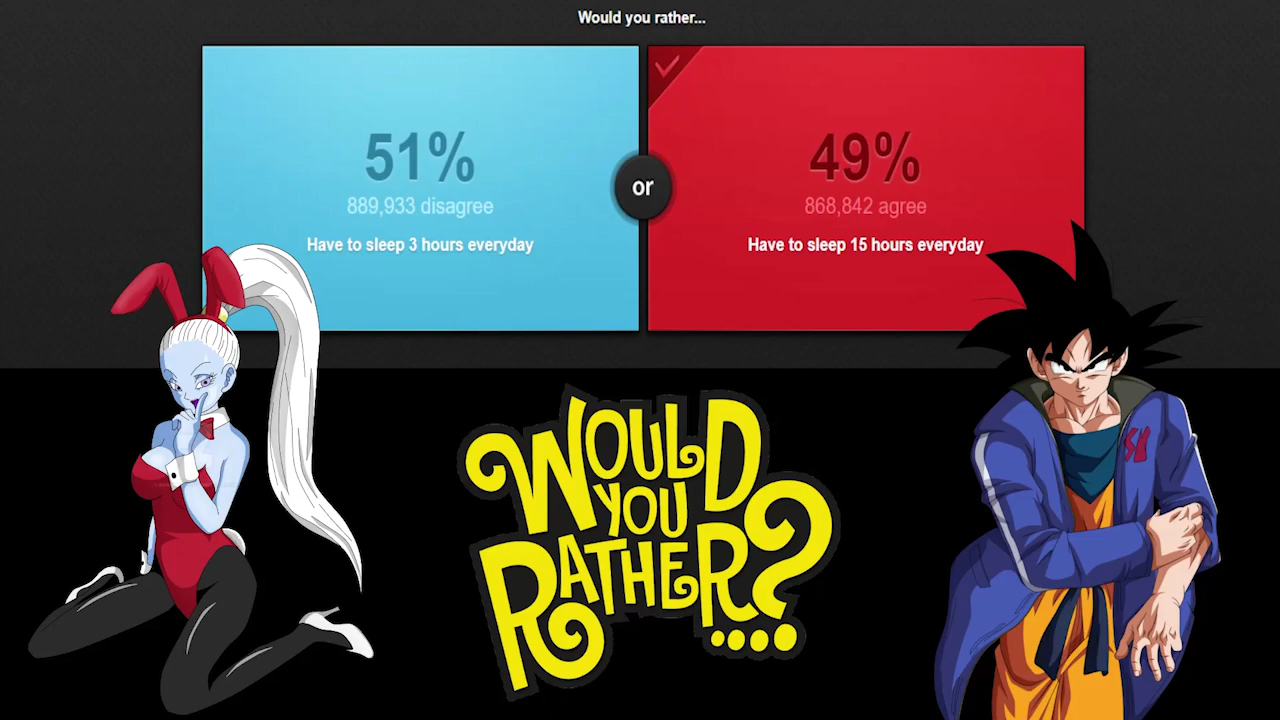 Would you rather...
51%
889,933 disagree
Have to sleep 3 hours everyday
or
49%
868,842 agree
Have to sleep 15 hours everyday
WOULD
YOU
RATHER...?